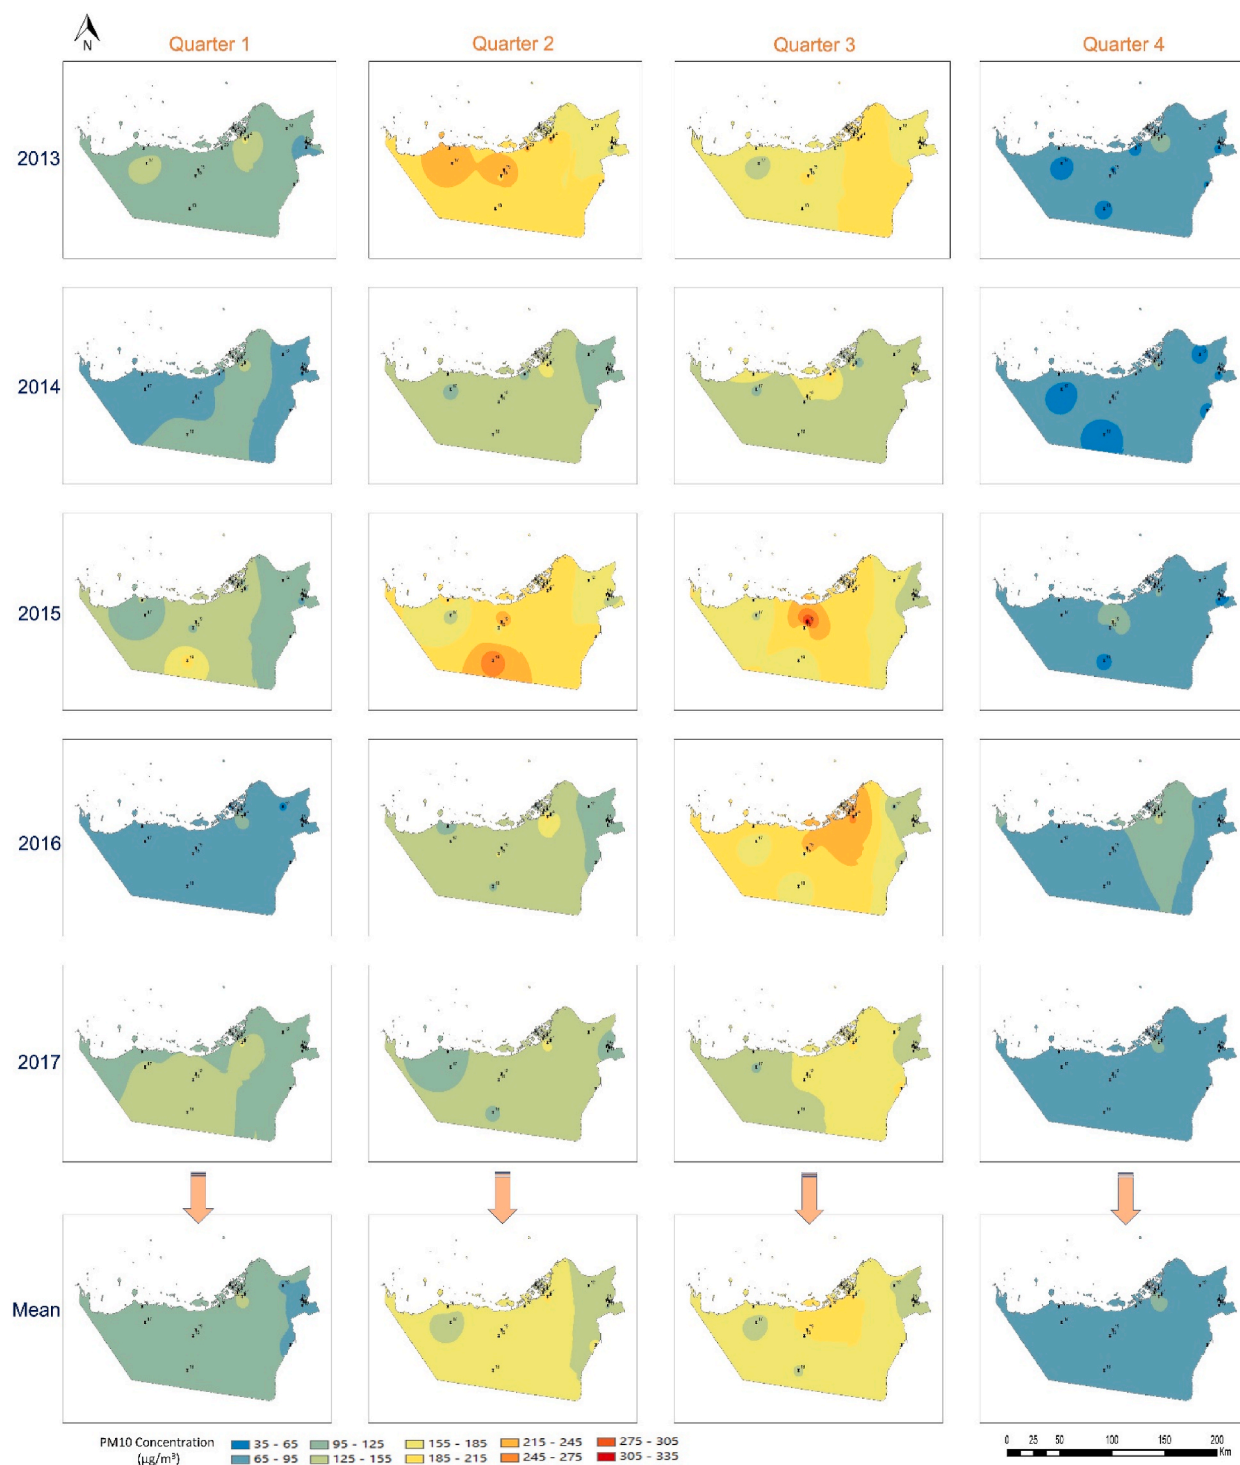 N
Quarter 1 Quarter 2 Quarter 3 Quarter 4
2013
2014
2015
2016
2017
Mean
PM10 Concentration
(µg/m³)
35 - 65 95 - 125 155 - 185 215 - 245 275 - 305
65 - 95 125 - 155 185 - 215 245 - 275 305 - 335
0 25 50 100 150 200
Km